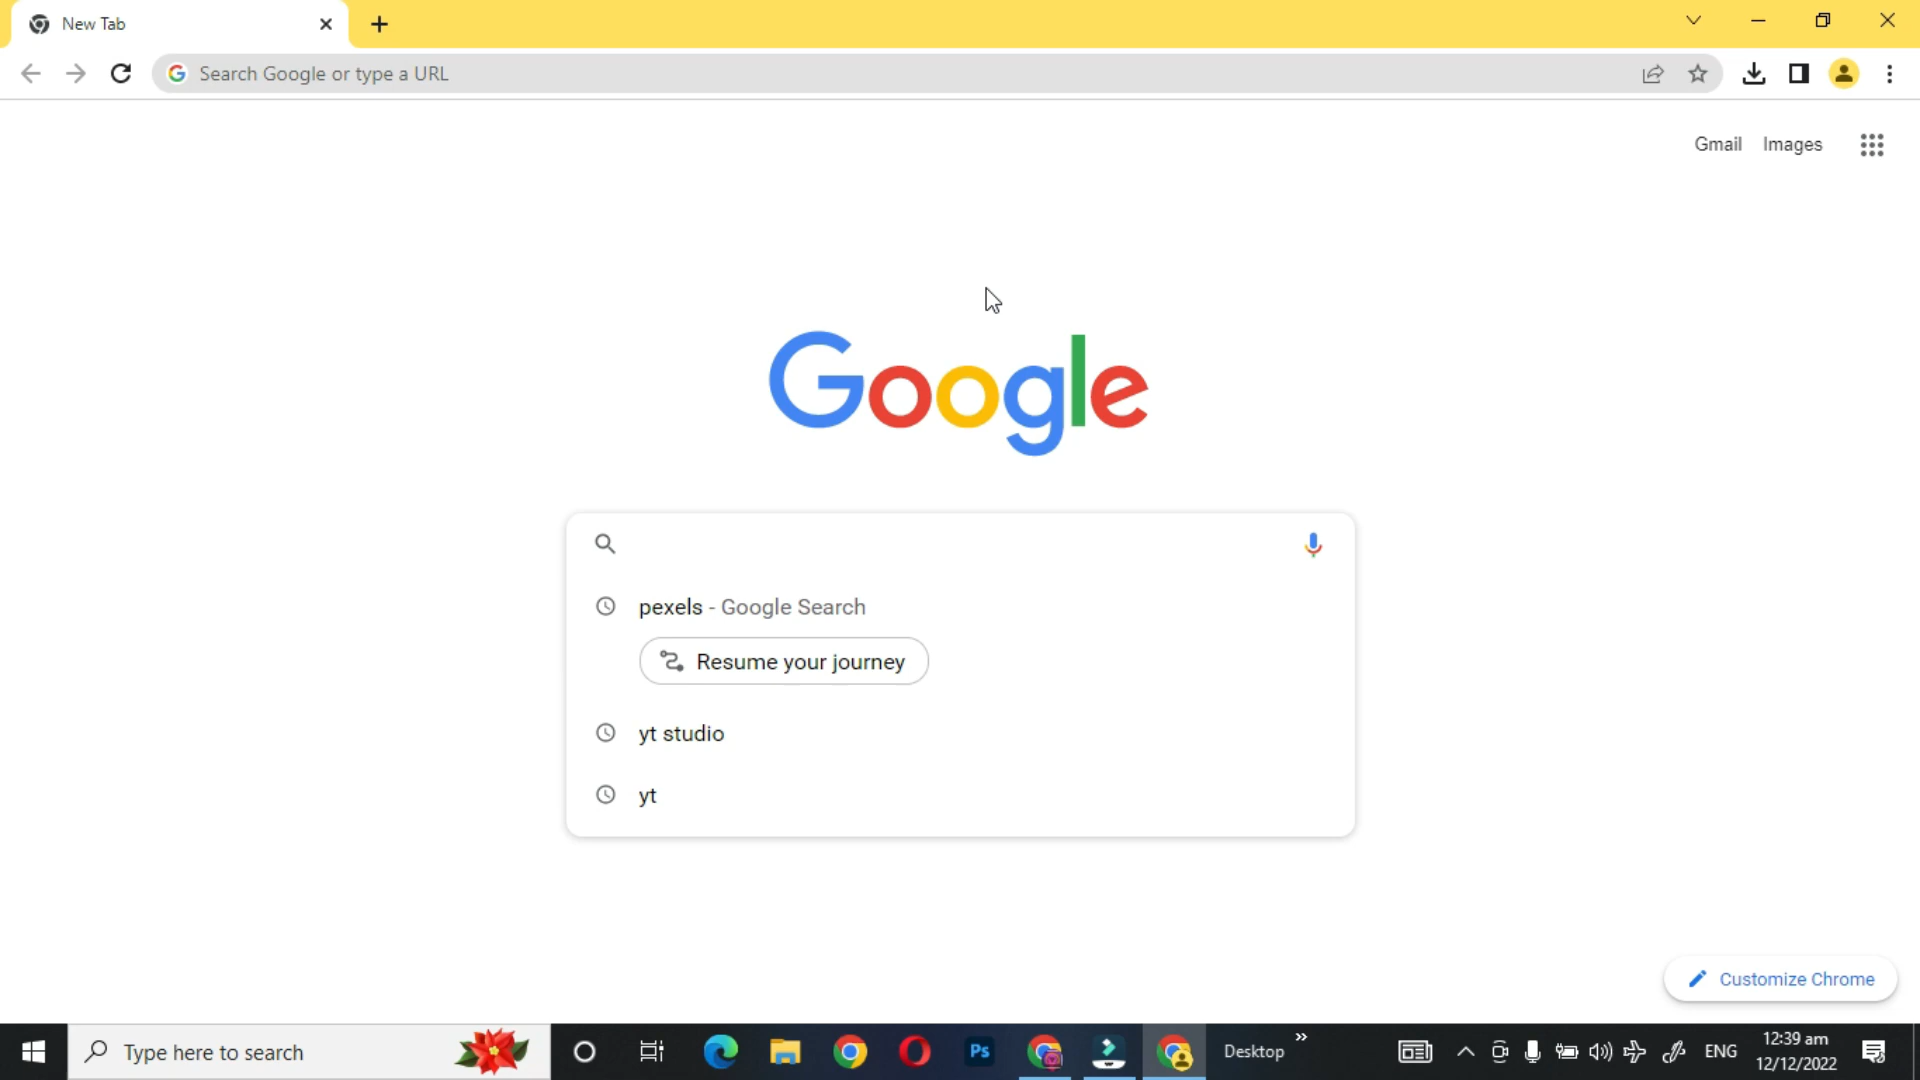 New Tab
Search Google or type a URL
Gmail Images
Google
pexels - Google Search
Resume your journey
yt studio
yt
Customize Chrome
Type here to search
Ps
Desktop
ENG
12:39 am
12/12/2022